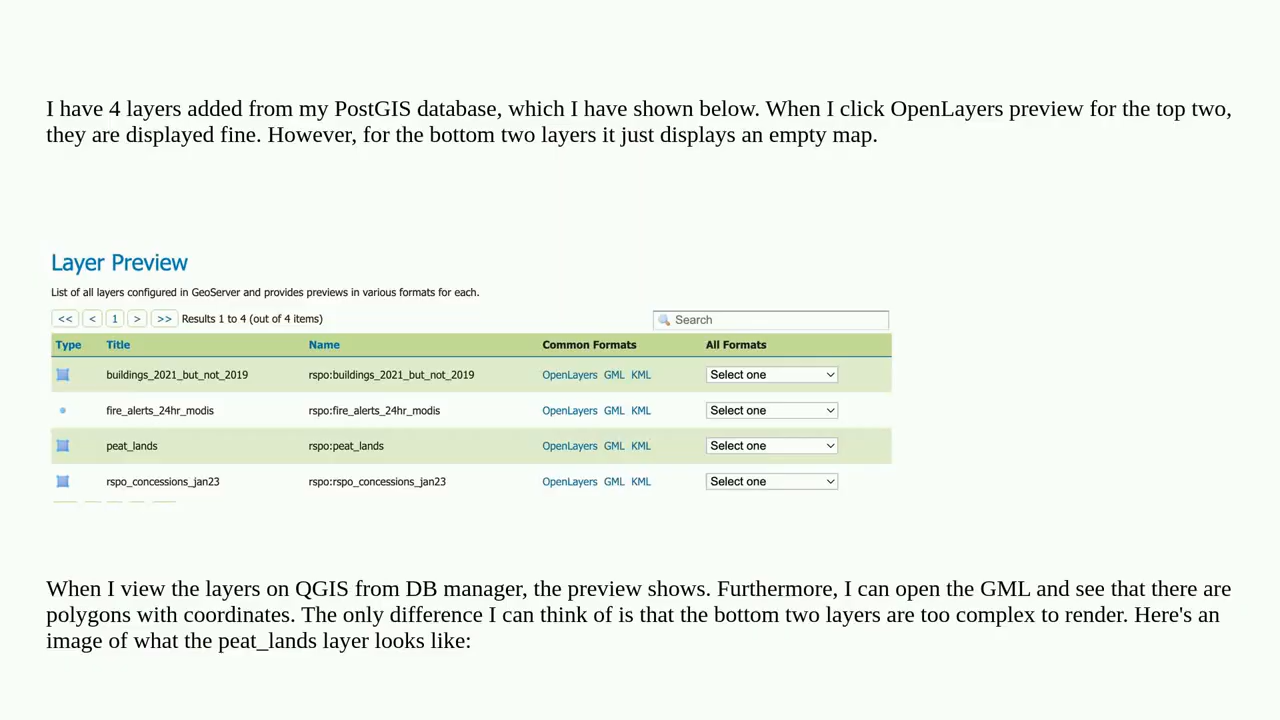 I have 4 layers added from my PostGIS database, which I have shown below. When I click OpenLayers preview for the top two,
they are displayed fine. However, for the bottom two layers it just displays an empty map.
Layer Preview
List of all layers configured in GeoServer and provides previews in various formats for each.
<< < 1 > >> Results 1 to 4 (out of 4 items) Search
Type Title Name Common Formats All Formats
buildings_2021_but_not_2019 rspo:buildings_2021_but_not_2019 OpenLayers GML KML Select one
fire_alerts_24hr_modis rspo:fire_alerts_24hr_modis OpenLayers GML KML Select one
peat_lands rspo:peat_lands OpenLayers GML KML Select one
rspo_concessions_jan23 rspo:rspo_concessions_jan23 OpenLayers GML KML Select one
When I view the layers on QGIS from DB manager, the preview shows. Furthermore, I can open the GML and see that there are
polygons with coordinates. The only difference I can think of is that the bottom two layers are too complex to render. Here's an
image of what the peat_lands layer looks like: